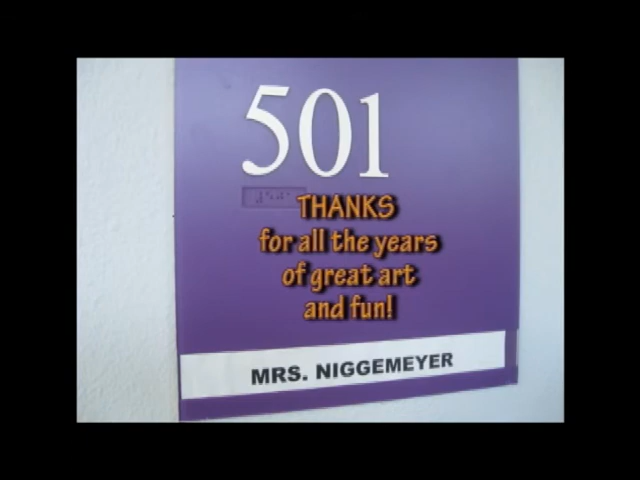 501
THANKS
for all the years
of great art
and fun!
MRS. NIGGEMEYER